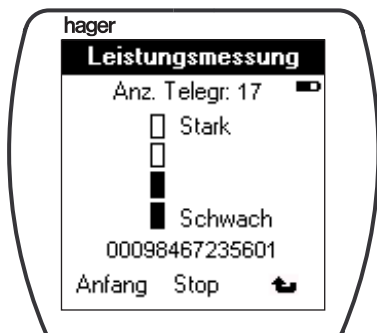 hager
Leistungsmessung
Anz. Telegr: 17
Stark
Schwach
00098467235601
Anfang Stop